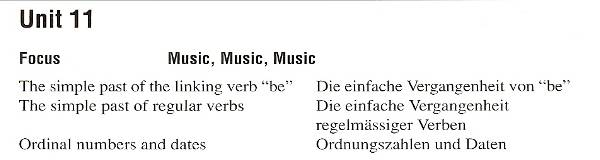 Unit 11
Focus Music, Music, Music
The simple past of the linking verb “be” Die einfache Vergangenheit von “be”
The simple past of regular verbs Die einfache Vergangenheit
regelmässiger Verben
Ordinal numbers and dates Ordnungszahlen und Daten